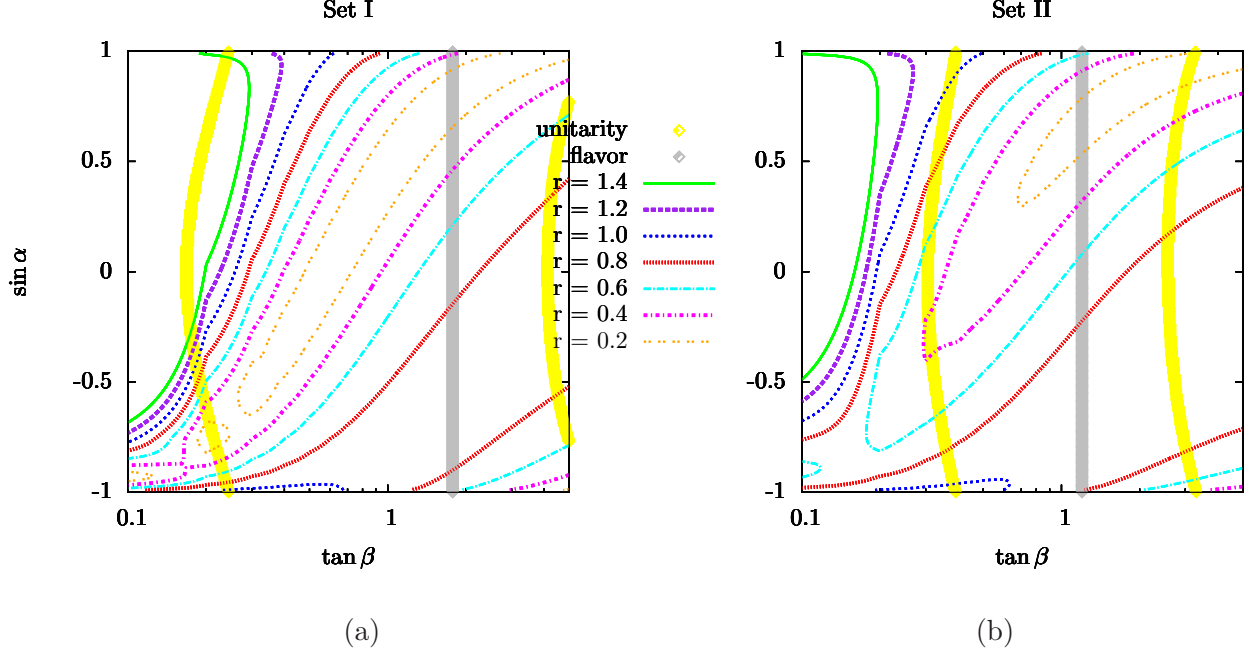 Set I
Set II
1
0.5
0
-0.5
-1
sin α
0.1
1
tan β
unitarity
flavor
r = 1.4
r = 1.2
r = 1.0
r = 0.8
r = 0.6
r = 0.4
r = 0.2
1
0.5
0
-0.5
-1
0.1
1
tan β
(a)
(b)